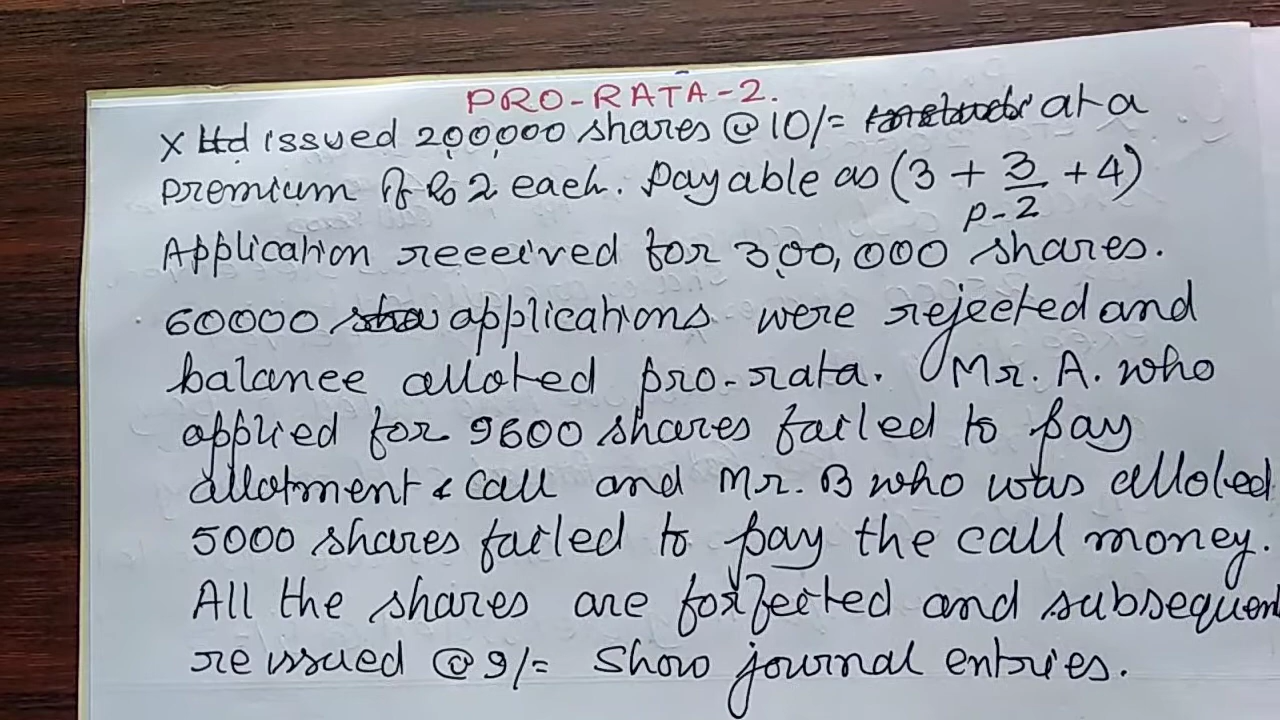 PRO-RATA-2.
X Ltd issued 200,000 shares @ 10/= at a
premium of Rs 2 each. Payable as (3 + 3 + 4)
P-2
Application received for 3,00,000 shares.
60000 applications were rejected and
balance alloted pro-rata. Mr. A. who
applied for 9600 shares failed to pay
allotment & call and Mr. B who was alloted
5000 shares failed to pay the call money.
All the shares are forfeited and subsequent
reissued @ 9/= show journal entries.